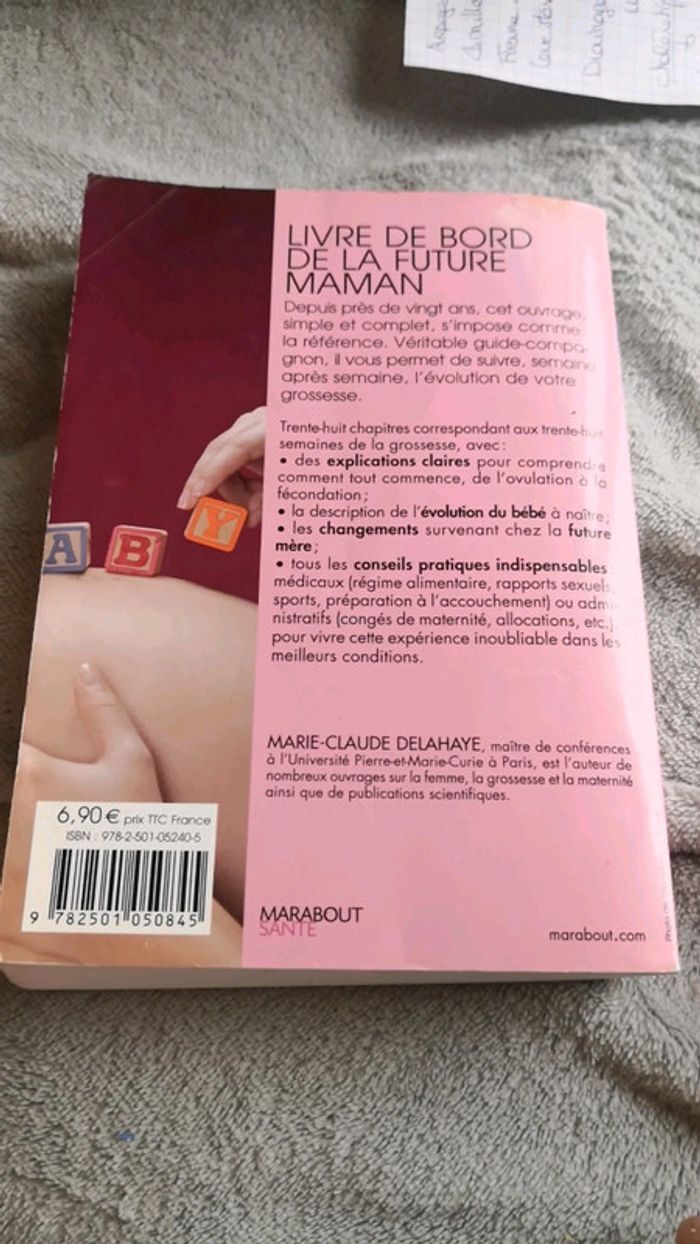 LIVRE DE BORD
DE LA FUTURE
MAMAN
Depuis près de vingt ans, cet ouvrage,
simple et complet, s'impose comme
la référence. Véritable guide-compa-
gnon, il vous permet de suivre, semaine
après semaine, l'évolution de votre
grossesse.
Trente-huit chapitres correspondant aux trente-huit
semaines de la grossesse, avec :
• des explications claires pour comprendre
comment tout commence, de l'ovulation à la
fécondation ;
• la description de l'évolution du bébé à naître ;
• les changements survenant chez la future
mère ;
• tous les conseils pratiques indispensables
médicaux (régime alimentaire, rapports sexuels,
sports, préparation à l'accouchement) ou admi-
nistratifs (congés de maternité, allocations, etc.)
pour vivre cette expérience inoubliable dans les
meilleurs conditions.
A B Y
MARIE-CLAUDE DELAHAYE, maître de conférences
à l'Université Pierre-et-Marie-Curie à Paris, est l'auteur de
nombreux ouvrages sur la femme, la grossesse et la maternité
ainsi que de publications scientifiques.
6,90 € prix TTC France
ISBN : 978-2-501-05240-5
9 782501 050845
MARABOUT
SANTÉ
marabout.com